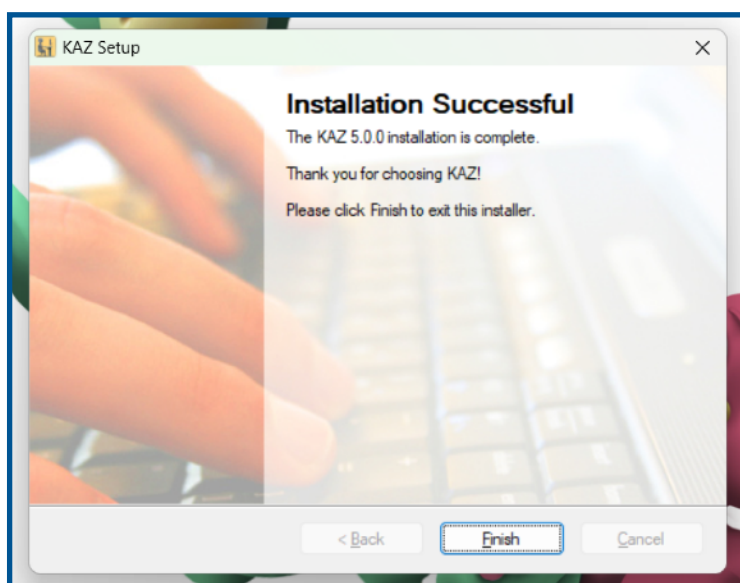 KAZ Setup
Installation Successful
The KAZ 5.0.0 installation is complete.
Thank you for choosing KAZ!
Please click Finish to exit this installer.
< Back
Finish
Cancel